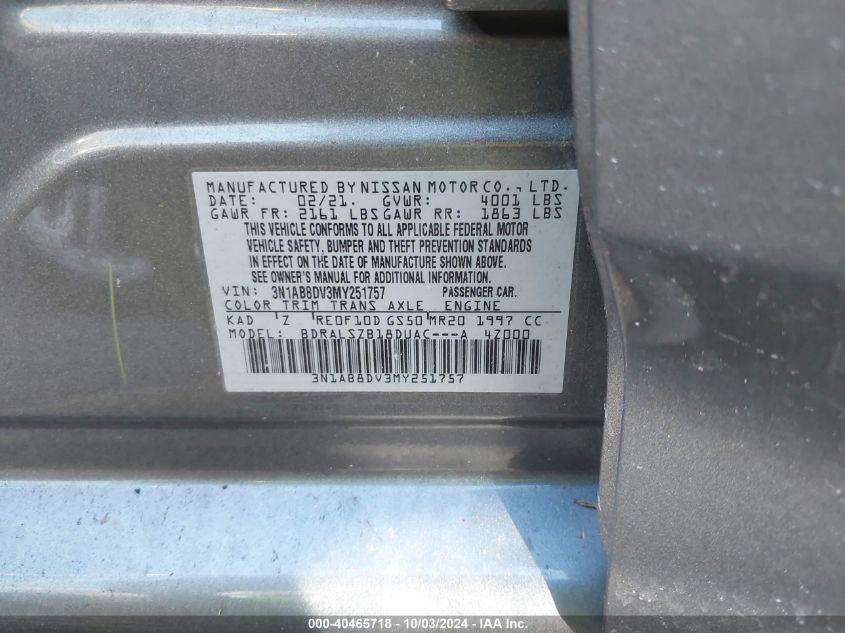 MANUFACTURED BY NISSAN MOTOR CO., LTD.
DATE: 02/21. GVWR: 4001 LBS
GAWR FR: 2161 LBS GAWR RR: 1863 LBS
THIS VEHICLE CONFORMS TO ALL APPLICABLE FEDERAL MOTOR
VEHICLE SAFETY, BUMPER AND THEFT PREVENTION STANDARDS
IN EFFECT ON THE DATE OF MANUFACTURE SHOWN ABOVE.
SEE OWNER'S MANUAL FOR ADDITIONAL INFORMATION.
VIN: 3N1AB8DV3MY251757 PASSENGER CAR.
COLOR TRIM TRANS AXLE ENGINE
KAD 'Z 'RE0F10D GS50'MR20 1997 CC
MODEL: BDRALSZB18DUAC---A 4Z000
3N1AB8DV3MY251757
000-40465718 - 10/03/2024 - IAA Inc.